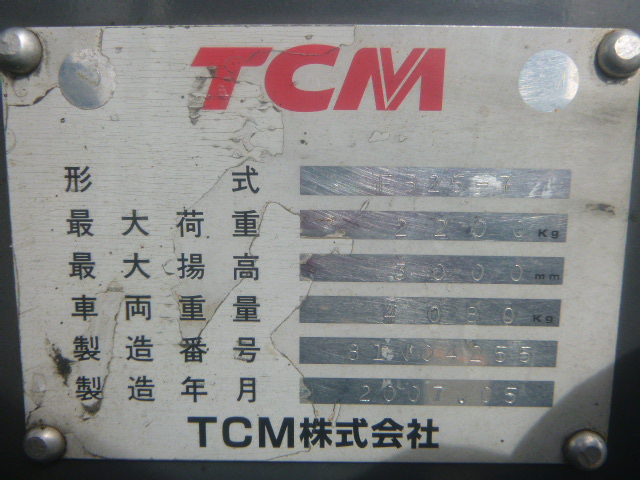 TCM
形式
最大荷重 2200 Kg
最大揚高 3000 mm
車両重量 4080 Kg
製造番号
製造年月 2007.05
TCM株式会社